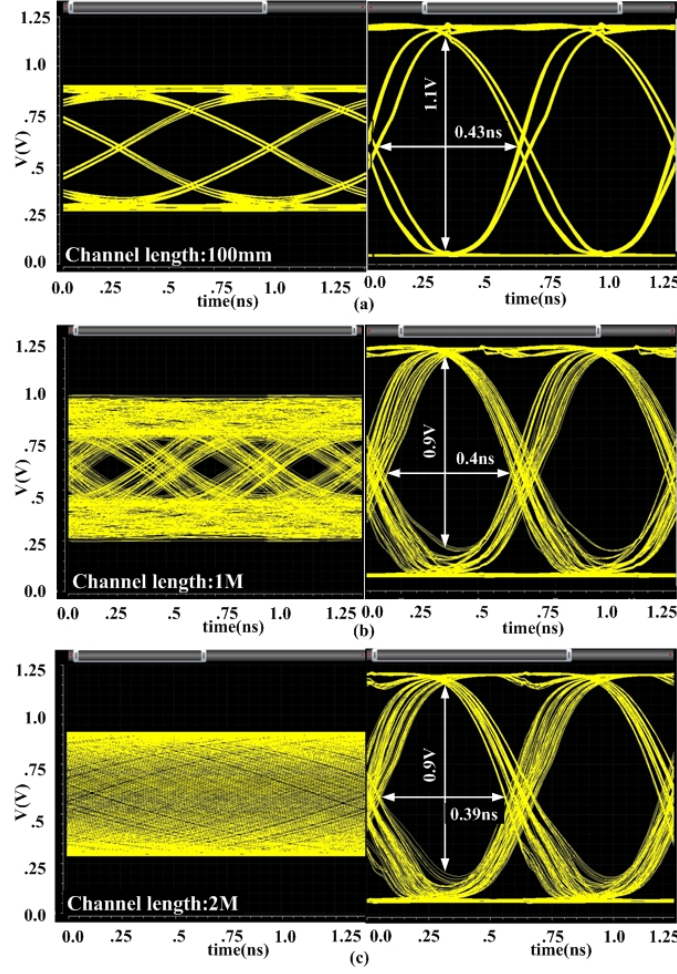 1.25
1.0
.75
V(V)
0.5
0.25
0.0
1.1V
0.43ns
Channel length:100mm
0.0 .25 .5 .75 1.0 1.25
0.0 .25 .5 .75 1.0 1.25
time(ns)
time(ns)
(a)
1.25
1.0
.75
V(V)
0.5
0.25
0.0
0.9V
0.4ns
Channel length:1M
0.0 .25 .5 .75 1.0 1.25
0.0 .25 .5 .75 1.0 1.25
time(ns)
time(ns)
(b)
1.25
1.0
.75
V(V)
0.5
0.25
0.0
0.9V
0.39ns
Channel length:2M
0.0 .25 .5 .75 1.0 1.25
0.0 .25 .5 .75 1.0 1.25
time(ns)
time(ns)
(c)